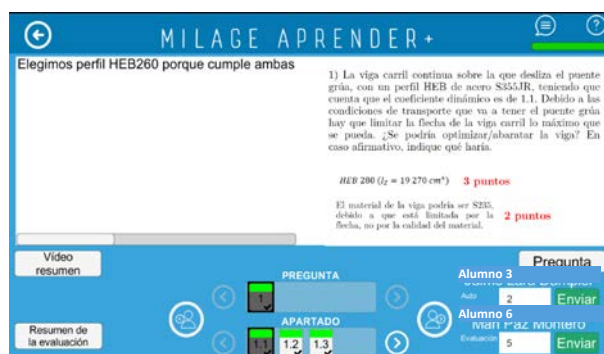 MILAGE APRENDER+
Elegimos perfil HEB260 porque cumple ambas
1) La viga carril continua sobre la que desliza el puente
grúa, con un perfil HEB de acero S355JR, teniendo que
cuenta que el coeficiente dinámico es de 1.1. Debido a las
condiciones de transporte que va a tener el puente grúa
hay que limitar la flecha de la viga carril lo máximo que
se pueda. ¿Se podría optimizar/abaratar la viga? En
caso afirmativo, indique qué haría.
HEB 280 (I_z = 19 270 cm⁴) 3 puntos
El material de la viga podría ser S235,
debido a que está limitada por la
flecha, no por la calidad del material.
2 puntos
Vídeo
resumen
Pregunta
PREGUNTA
1
Alumno 3
Auto
2
Enviar
Alumno 6
Mari Paz Montero
Evaluación
5
Enviar
APARTADO
1.1 1.2 1.3
Resumen de
la evaluación